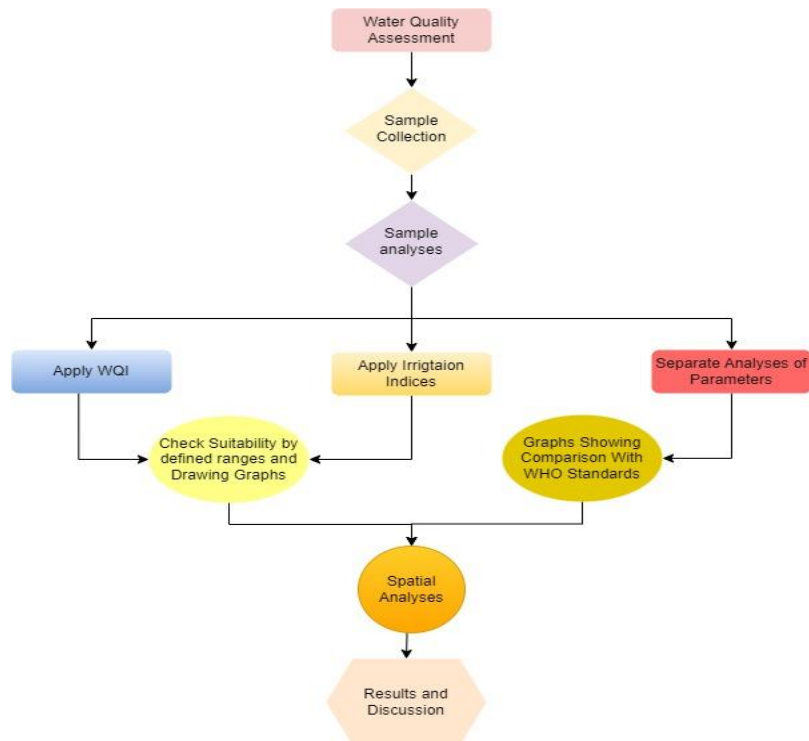 Water Quality
Assessment
Sample
Collection
Sample
analyses
Apply WQI
Apply Irrigtaion
Indices
Separate Analyses of
Parameters
Check Suitability by
defined ranges and
Drawing Graphs
Graphs Showing
Comparison With
WHO Standards
Spatial
Analyses
Results and
Discussion